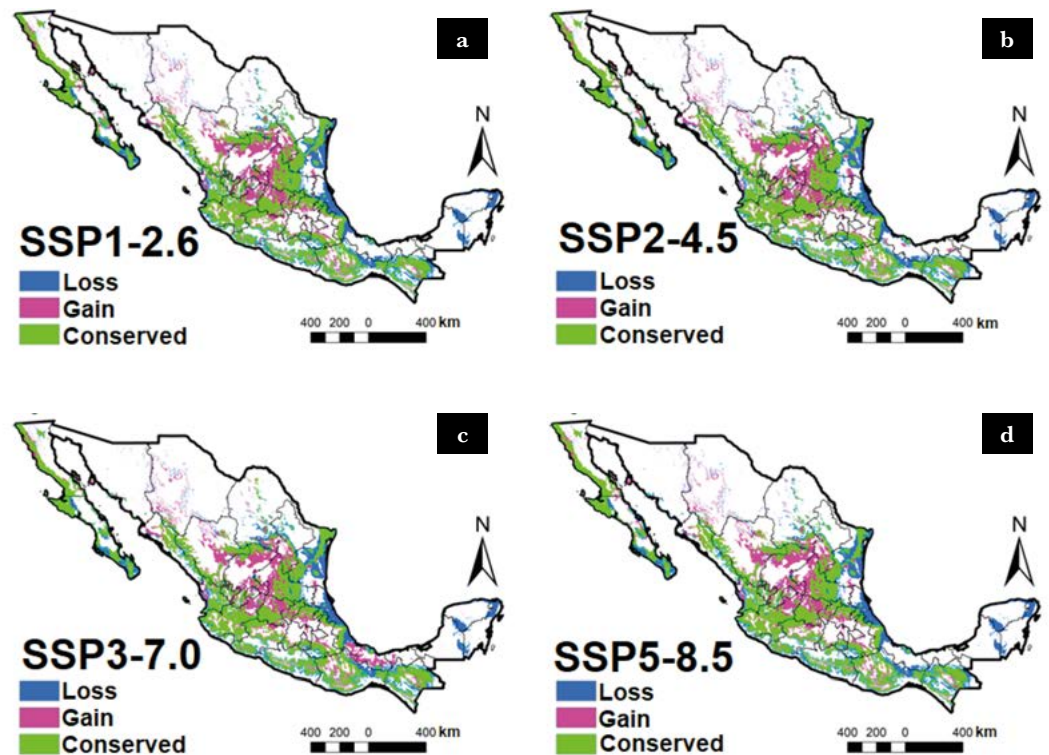 a
N
SSP1-2.6
Loss
Gain
Conserved
400 200 0 400 km
b
N
SSP2-4.5
Loss
Gain
Conserved
400 200 0 400 km
c
N
SSP3-7.0
Loss
Gain
Conserved
400 200 0 400 km
d
N
SSP5-8.5
Loss
Gain
Conserved
400 200 0 400 km